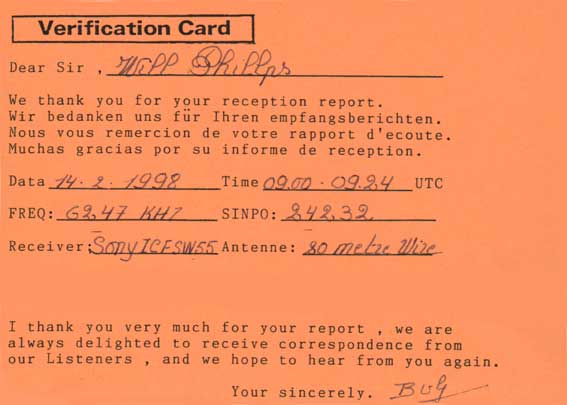 Verification Card
Dear Sir , Will Phillps
We thank you for your reception report.
Wir bedanken uns für Ihren empfangsberichten.
Nous vous remercion de votre rapport d'ecoute.
Muchas gracias por su informe de reception.
Data 14.2.1998 Time 09.00 - 09.24 UTC
FREQ: 6247 KHZ SINPO: 24232
Receiver: Sony ICFSW55 Antenne: 80 metre Wire
I thank you very much for your report , we are
always delighted to receive correspondence from
our Listeners , and we hope to hear from you again.
Your sincerely.